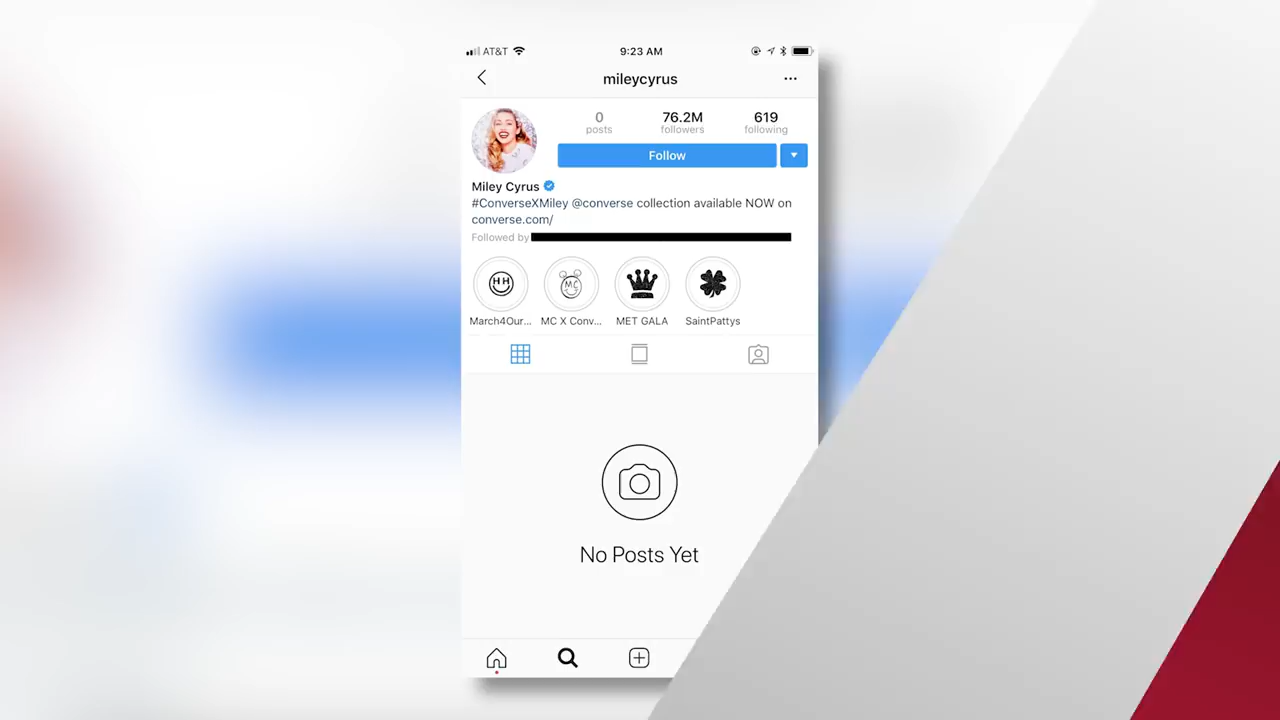 AT&T 9:23 AM
mileycyrus
0 76.2M 619
posts followers following
Follow
Miley Cyrus
#ConverseXMiley @converse collection available NOW on
converse.com/
Followed by
March4Our... MC X Conv... MET GALA SaintPattys
No Posts Yet